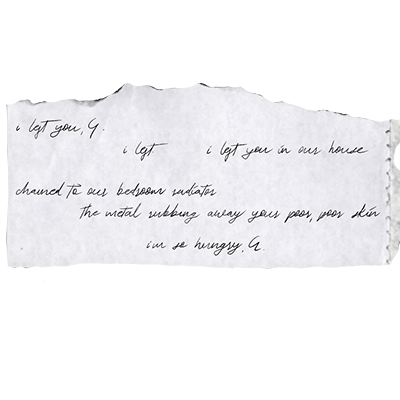 i left you, G.
i left i left you in our house
chained to our bedroom radiator
the metal rubbing away your poor, poor skin
im so hungry, G.